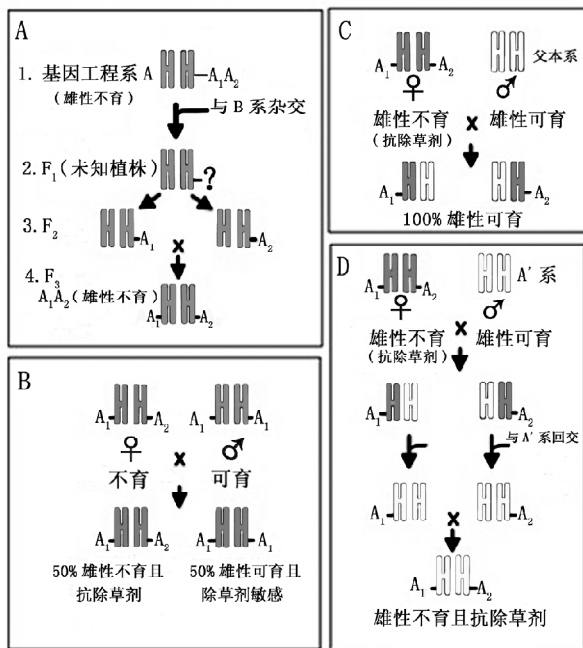 A
1. 基因工程系 A
(雄性不育)
A₁A₂
与 B 系杂交
2. F₁(未知植株)
?
3. F₂
A₁
×
A₂
4. F₃
A₁A₂(雄性不育)
A₁
A₂
B
A₁
A₂
A₁
A₁
♀
×
♂
不育
可育
A₁
A₂
A₁
A₁
50%雄性不育且
抗除草剂
50%雄性可育且
除草剂敏感
C
A₁
A₂
父本系
♀
♂
雄性不育
×
雄性可育
(抗除草剂)
A₁
A₂
100%雄性可育
D
A₁
A₂
A'系
♀
♂
雄性不育
×
雄性可育
(抗除草剂)
A₁
A₂
与A'系回交
A₁
×
A₂
A₁
A₂
雄性不育且抗除草剂